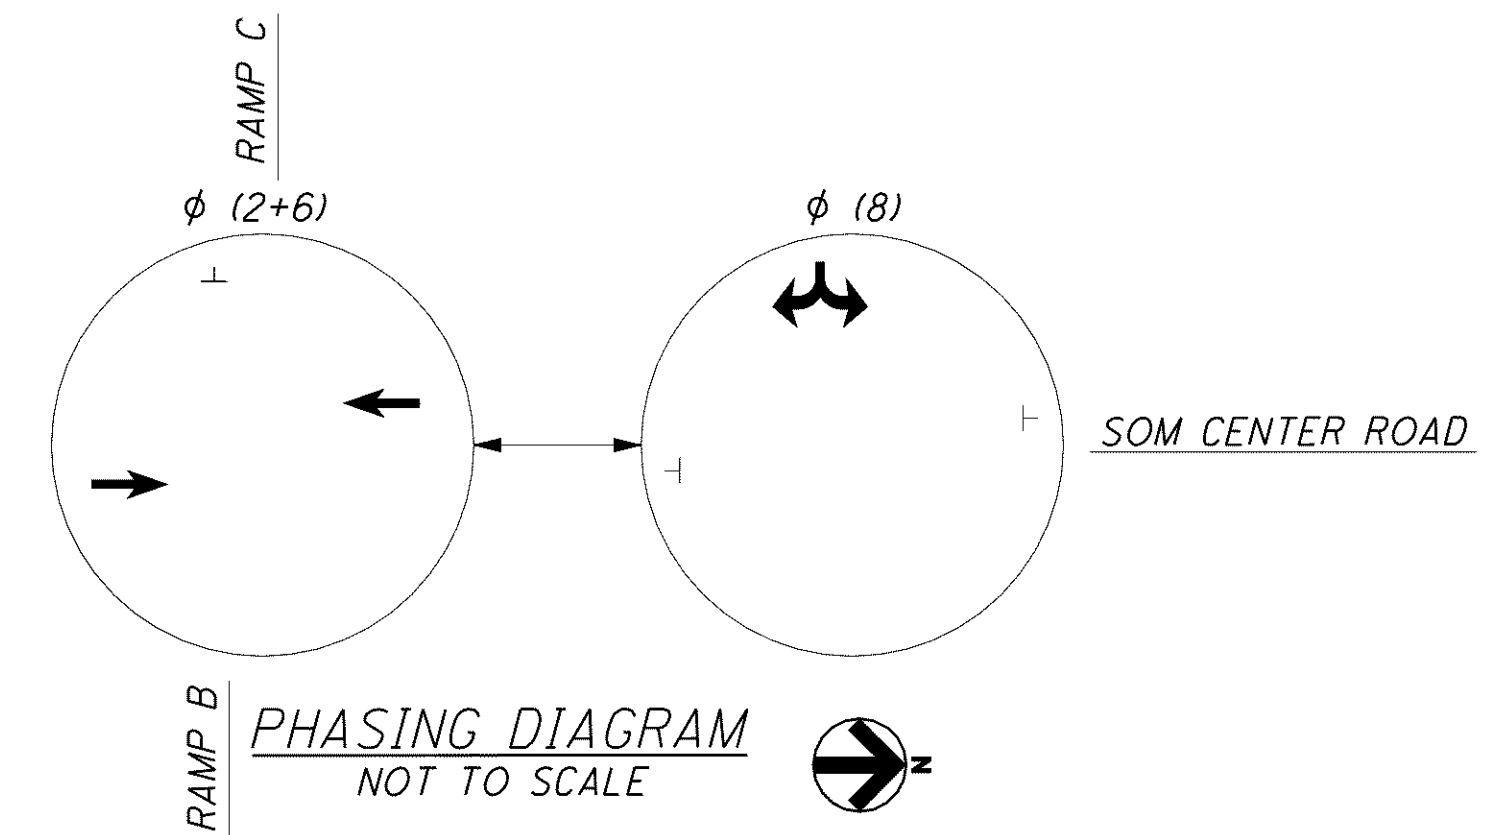 RAMP C
ϕ (2+6)
ϕ (8)
SOM CENTER ROAD
RAMP B
PHASING DIAGRAM
NOT TO SCALE
N